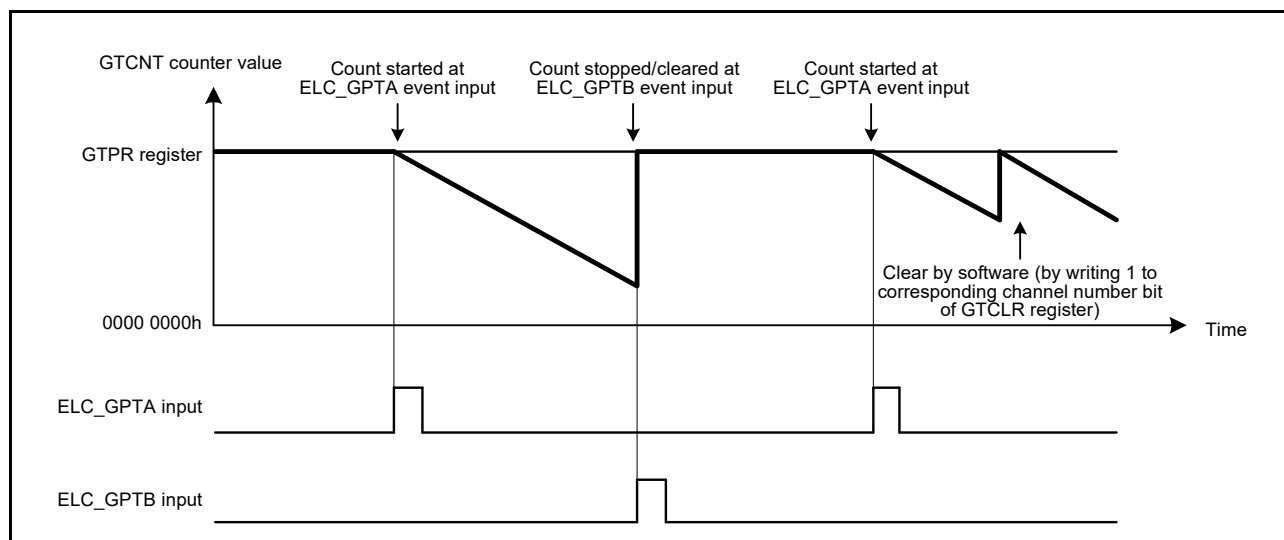 GTCNT counter value
Count started at
ELC_GPTA event input
Count stopped/cleared at
ELC_GPTB event input
Count started at
ELC_GPTA event input
GTPR register
Clear by software (by writing 1 to
corresponding channel number bit
of GTCLR register)
0000 0000h
Time
ELC_GPTA input
ELC_GPTB input